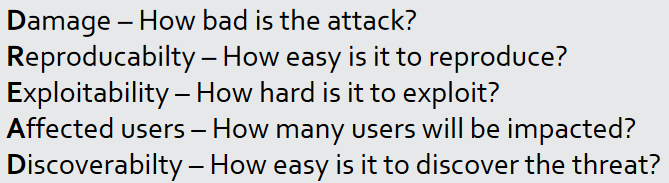 Damage – How bad is the attack?
Reproducabilty – How easy is it to reproduce?
Exploitability – How hard is it to exploit?
Affected users – How many users will be impacted?
Discoverabilty – How easy is it to discover the threat?